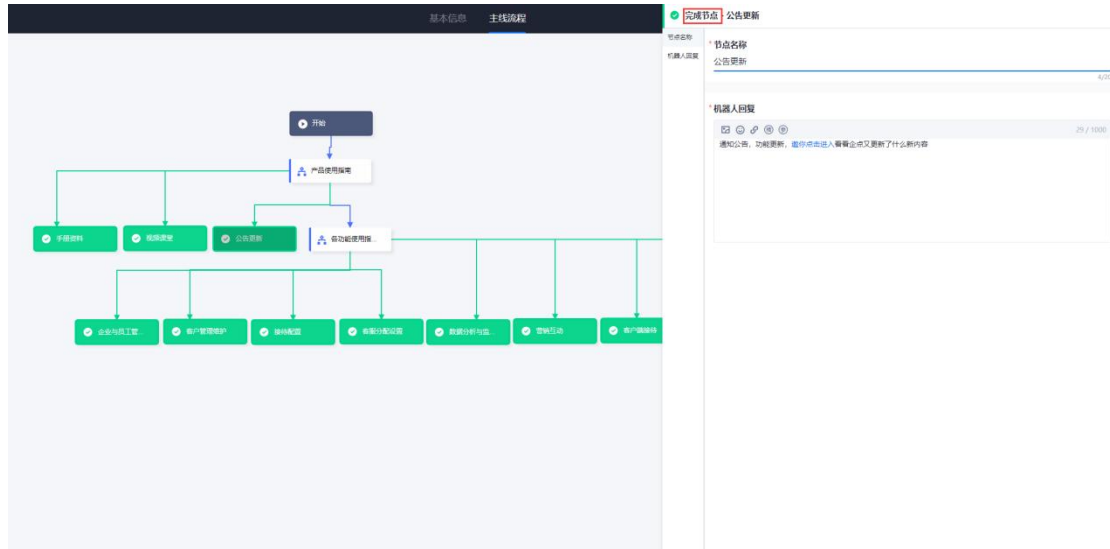 基本信息 主线流程
完成节点 · 公告更新
节点名称
机器人回复
* 节点名称
公告更新
* 机器人回复
29 / 1000
通知公告，功能更新，邀你点击进入看看企点又更新了什么新内容
开始
产品使用指南
手册资料
视频课堂
公告更新
各功能使用指...
企业与员工管...
客户管理维护
接待配置
客服分配设置
数据分析与监...
营销互动
客户端接待